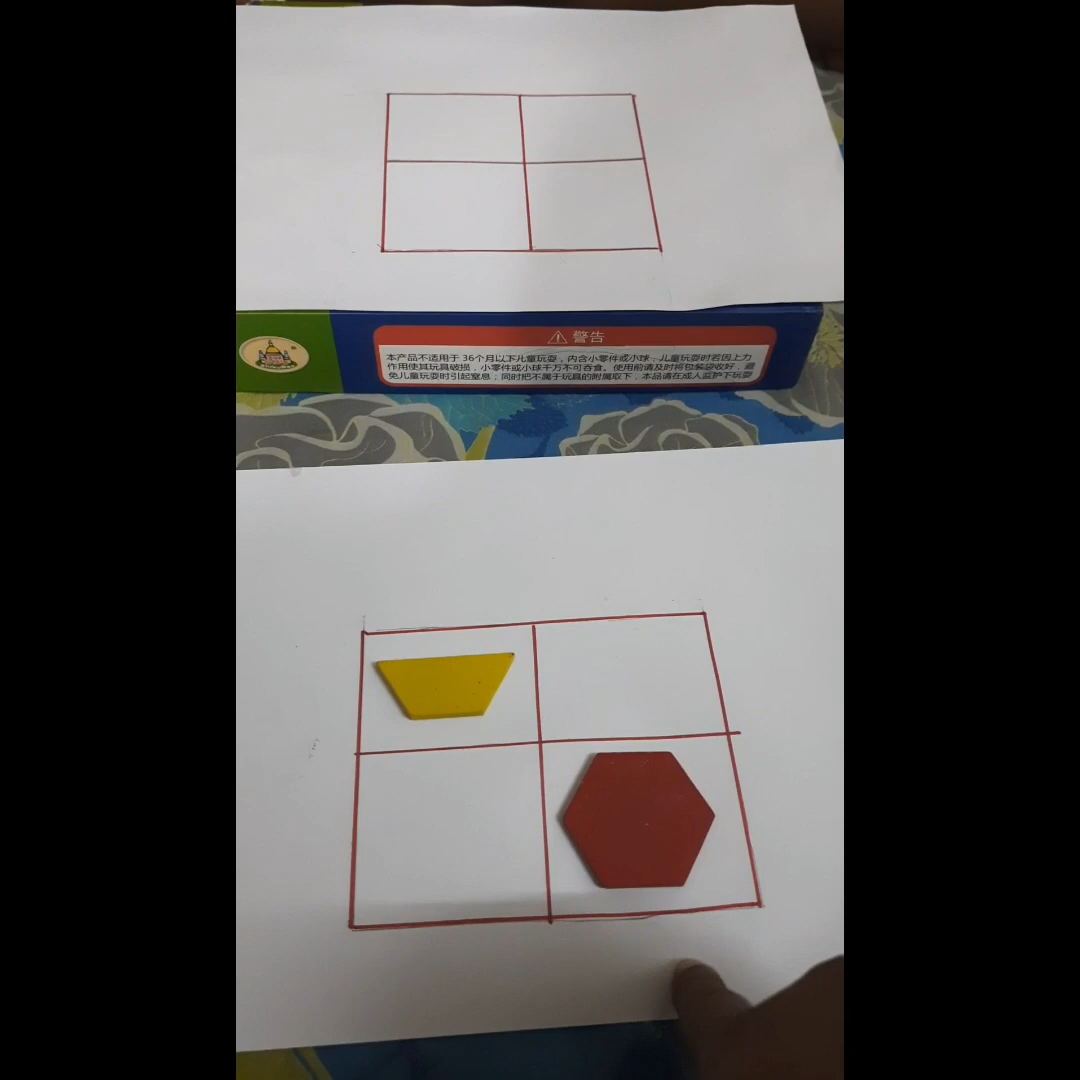 ⚠ 警告
本产品不适用于 36个月以下儿童玩耍，内含小零件或小球，儿童玩耍时若因上力
作用使其玩具破损，小零件或小球千万不可吞食。使用前请及时将包装袋收好，避
免儿童玩耍时引起窒息；同时把不属于玩具的附属取下，本品请在成人监护下玩耍